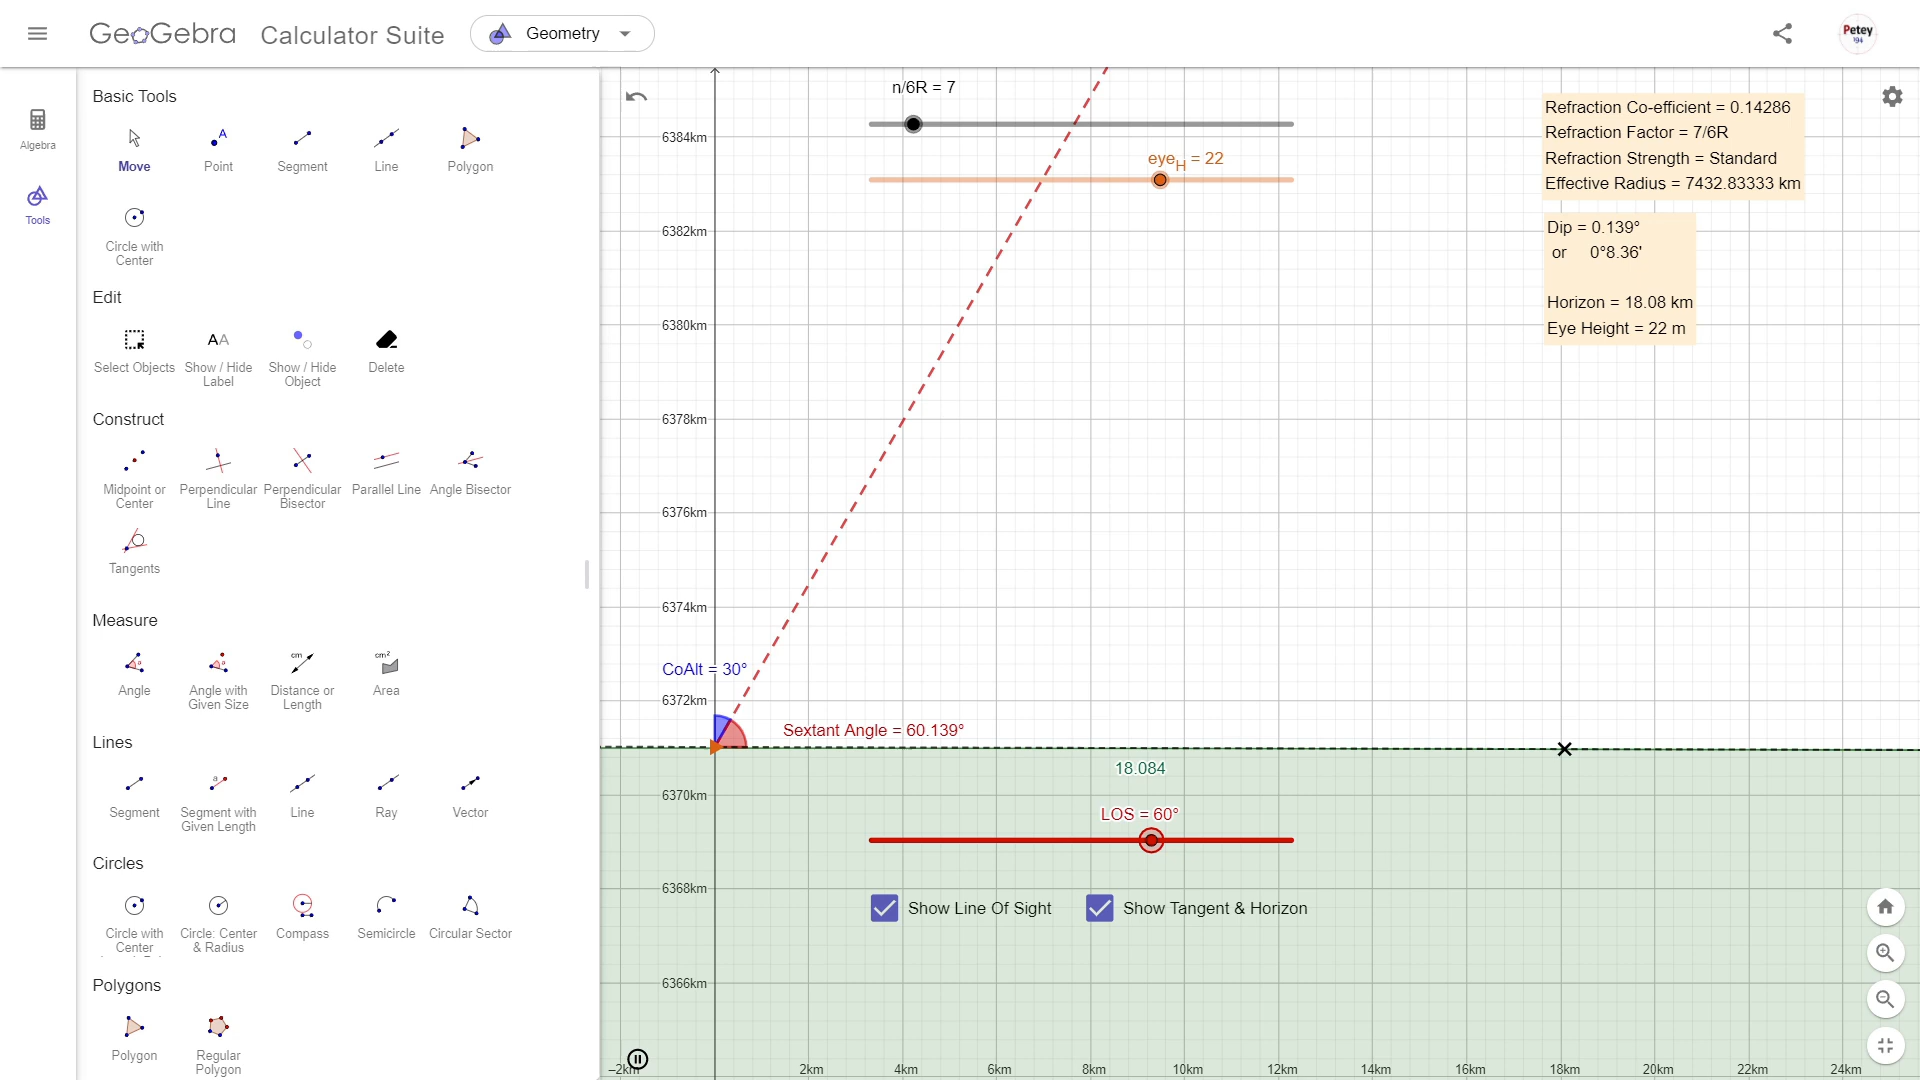 GeoGebra Calculator Suite Geometry
Petey
'94
Algebra
Tools
Basic Tools
Move Point Segment Line Polygon
Circle with
Center
Edit
Select Objects Show / Hide Label Show / Hide Object Delete
Construct
Midpoint or Center Perpendicular Line Perpendicular Bisector Parallel Line Angle Bisector
Tangents
Measure
Angle Angle with Given Size Distance or Length Area
cm cm²
Lines
Segment Segment with Given Length Line Ray Vector
Circles
Circle with Center Circle: Center & Radius Compass Semicircle Circular Sector
Polygons
Polygon Regular Polygon
n/6R = 7
eyeH = 22
6384km
6382km
6380km
6378km
6376km
6374km
6372km
6370km
6368km
6366km
Refraction Co-efficient = 0.14286
Refraction Factor = 7/6R
Refraction Strength = Standard
Effective Radius = 7432.83333 km
Dip = 0.139°
or 0°8.36'
Horizon = 18.08 km
Eye Height = 22 m
CoAlt = 30°
Sextant Angle = 60.139°
18.084
LOS = 60°
Show Line Of Sight Show Tangent & Horizon
-2km 2km 4km 6km 8km 10km 12km 14km 16km 18km 20km 22km 24km